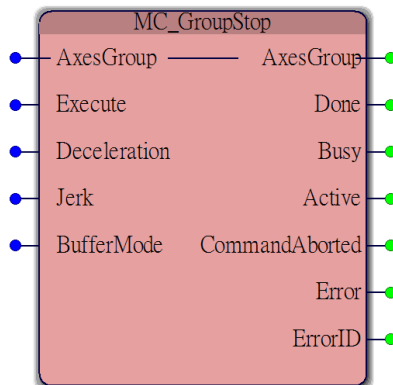 MC_GroupStop
AxesGroup AxesGroup
Execute Done
Deceleration Busy
Jerk Active
BufferMode CommandAborted
Error
ErrorID